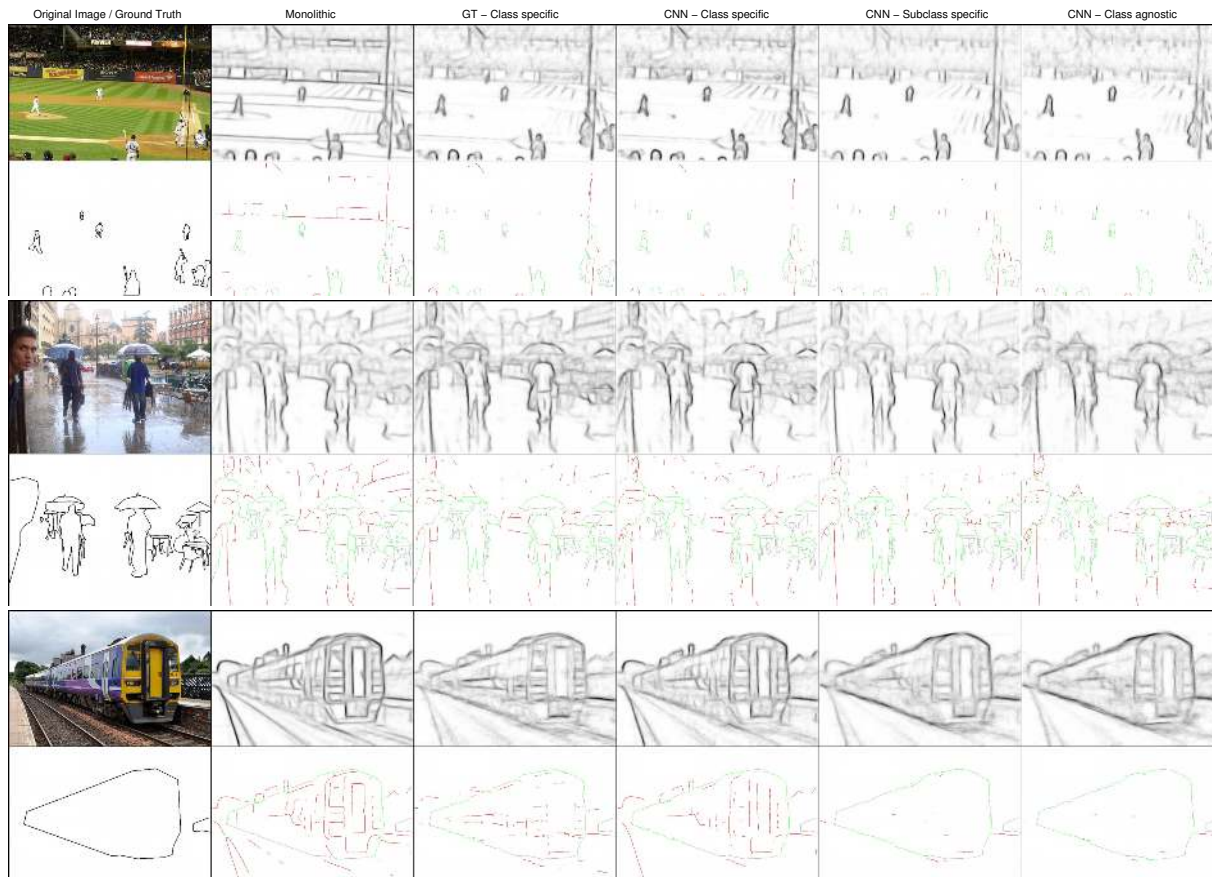 Original Image / Ground Truth
Monolithic
GT − Class specific
CNN − Class specific
CNN − Subclass specific
CNN − Class agnostic